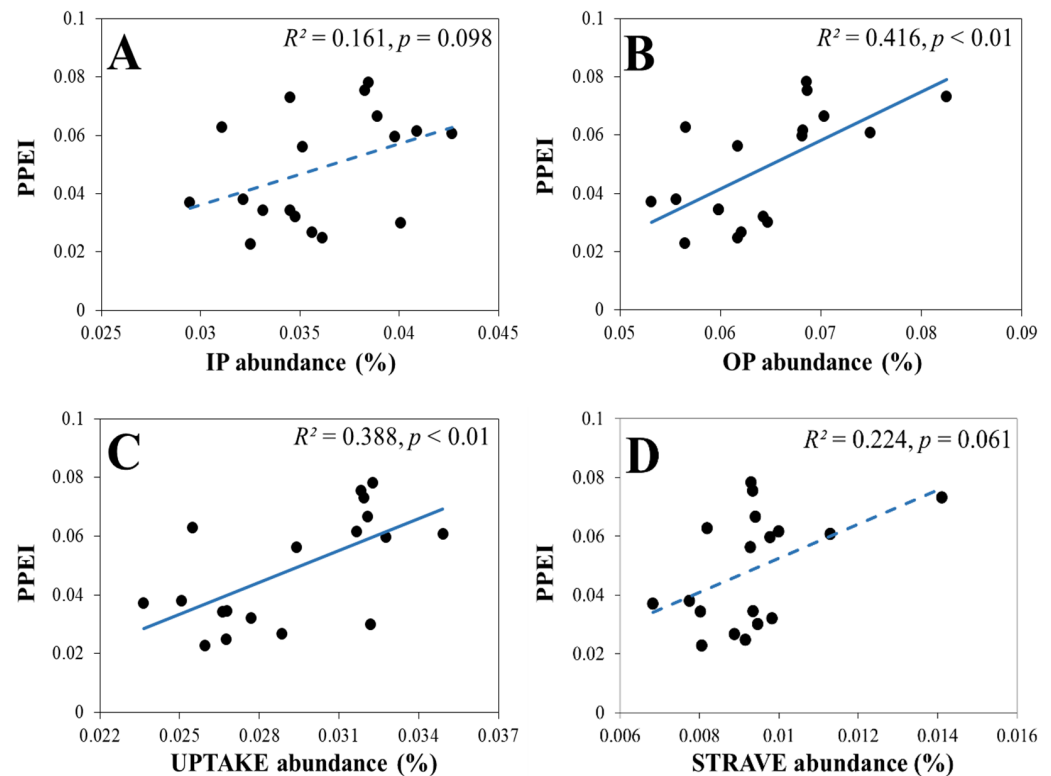 A
R² = 0.161, p = 0.098
PPEI
0.1
0.08
0.06
0.04
0.02
0
0.025 0.03 0.035 0.04 0.045
IP abundance (%)
B
R² = 0.416, p < 0.01
PPEI
0.1
0.08
0.06
0.04
0.02
0
0.05 0.06 0.07 0.08 0.09
OP abundance (%)
C
R² = 0.388, p < 0.01
PPEI
0.1
0.08
0.06
0.04
0.02
0
0.022 0.025 0.028 0.031 0.034 0.037
UPTAKE abundance (%)
D
R² = 0.224, p = 0.061
PPEI
0.1
0.08
0.06
0.04
0.02
0
0.006 0.008 0.01 0.012 0.014 0.016
STRAVE abundance (%)